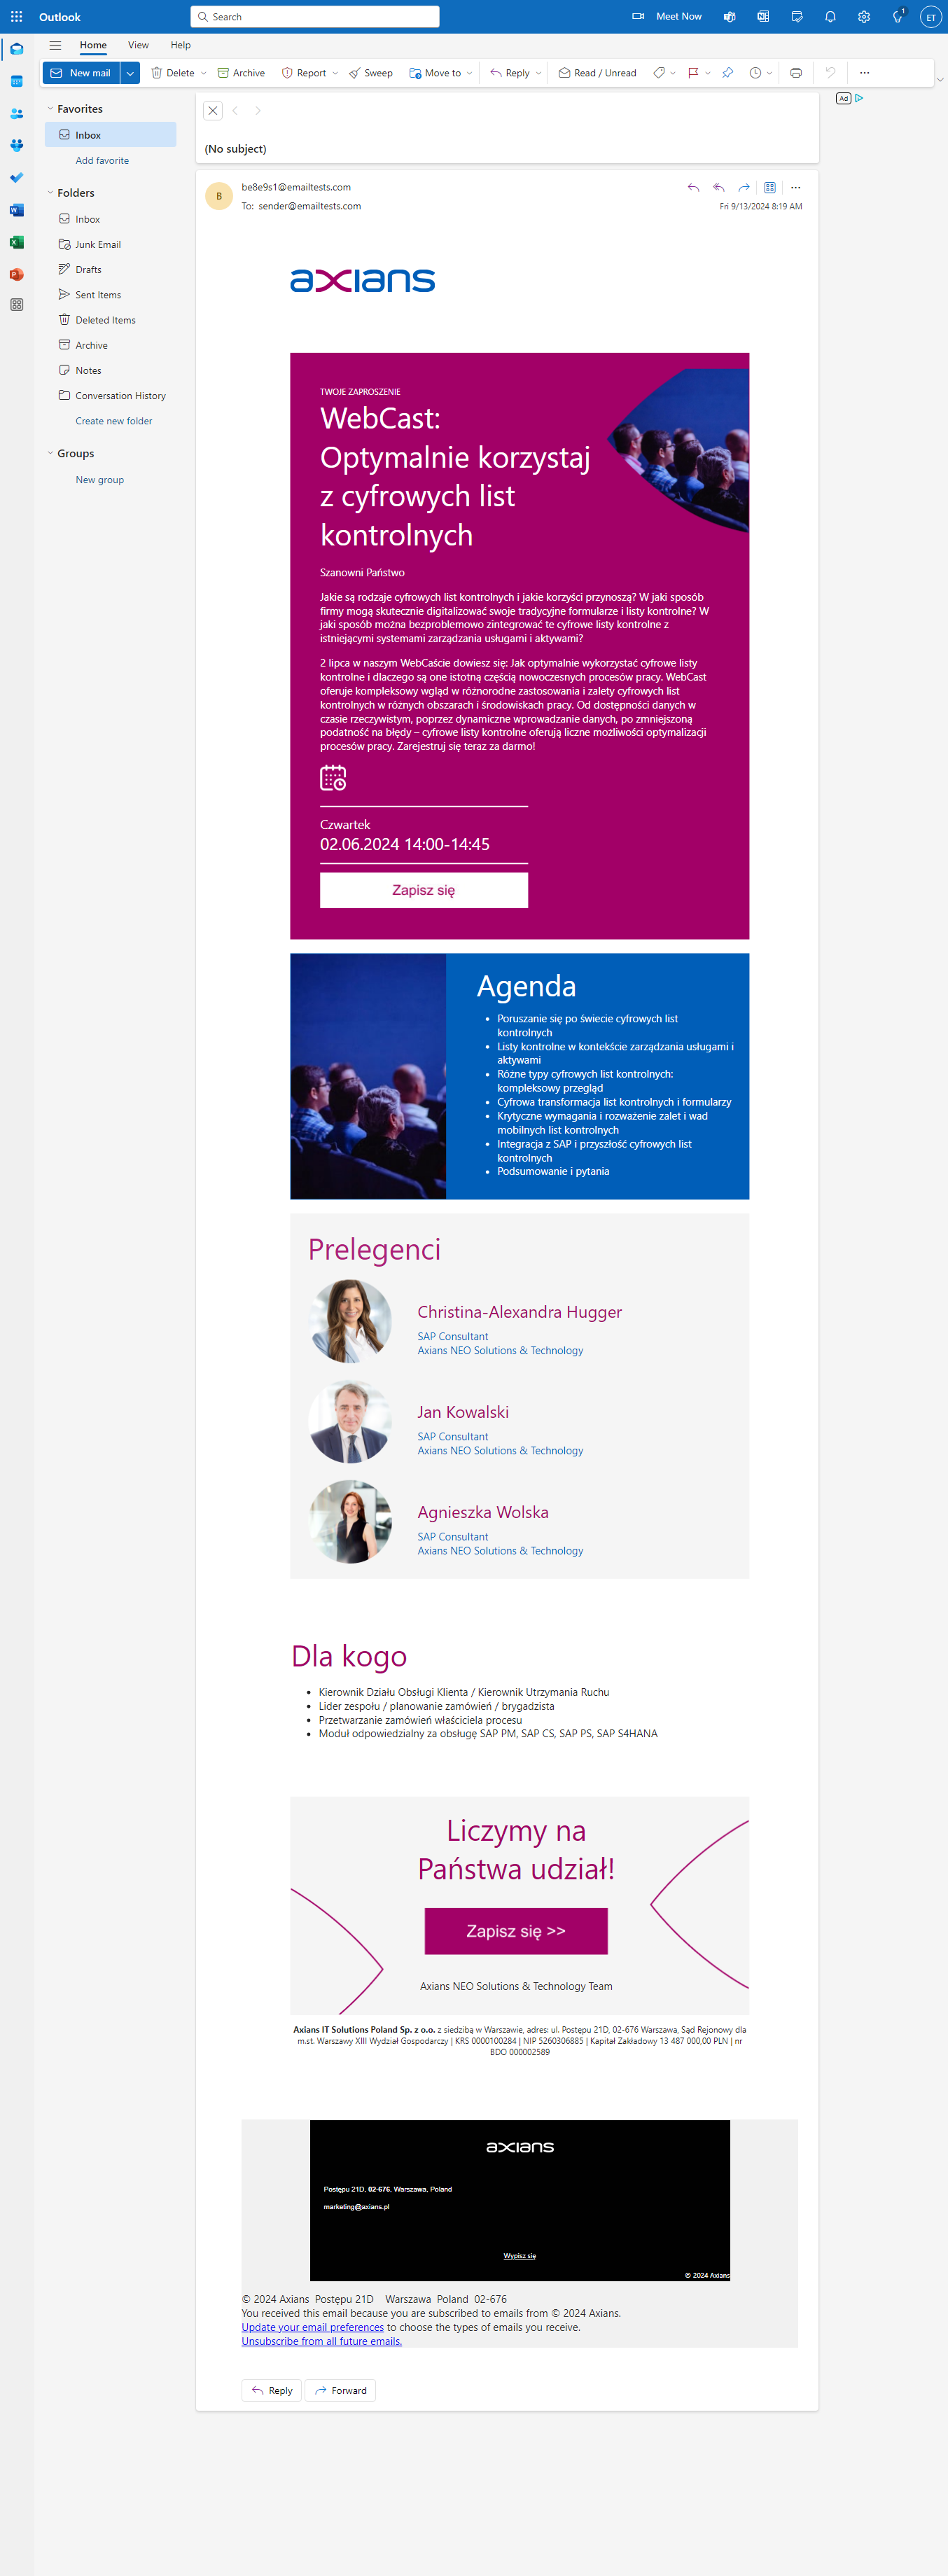 Outlook
Search
Meet Now
1
ET
Home
View
Help
New mail
Delete
Archive
Report
Sweep
Move to
Reply
Read / Unread
Favorites
Inbox
Add favorite
Folders
Inbox
Junk Email
Drafts
Sent Items
Deleted Items
Archive
Notes
Conversation History
Create new folder
Groups
New group
Ad
(No subject)
B
be8e9s1@emailtests.com
To: sender@emailtests.com
Fri 9/13/2024 8:19 AM
axians
TWOJE ZAPROSZENIE
WebCast:
Optymalnie korzystaj
z cyfrowych list
kontrolnych
Szanowni Państwo
Jakie są rodzaje cyfrowych list kontrolnych i jakie korzyści przynoszą? W jaki sposób
firmy mogą skutecznie digitalizować swoje tradycyjne formularze i listy kontrolne? W
jaki sposób można bezproblemowo zintegrować te cyfrowe listy kontrolne z
istniejącymi systemami zarządzania usługami i aktywami?
2 lipca w naszym WebCaście dowiesz się: Jak optymalnie wykorzystać cyfrowe listy
kontrolne i dlaczego są one istotną częścią nowoczesnych procesów pracy. WebCast
oferuje kompleksowy wgląd w różnorodne zastosowania i zalety cyfrowych list
kontrolnych w różnych obszarach i środowiskach pracy. Od dostępności danych w
czasie rzeczywistym, poprzez dynamiczne wprowadzanie danych, po zmniejszoną
podatność na błędy – cyfrowe listy kontrolne oferują liczne możliwości optymalizacji
procesów pracy. Zarejestruj się teraz za darmo!
Czwartek
02.06.2024 14:00-14:45
Zapisz się
Agenda
• Poruszanie się po świecie cyfrowych list
kontrolnych
• Listy kontrolne w kontekście zarządzania usługami i
aktywami
• Różne typy cyfrowych list kontrolnych:
kompleksowy przegląd
• Cyfrowa transformacja list kontrolnych i formularzy
• Krytyczne wymagania i rozważenie zalet i wad
mobilnych list kontrolnych
• Integracja z SAP i przyszłość cyfrowych list
kontrolnych
• Podsumowanie i pytania
Prelegenci
Christina-Alexandra Hugger
SAP Consultant
Axians NEO Solutions & Technology
Jan Kowalski
SAP Consultant
Axians NEO Solutions & Technology
Agnieszka Wolska
SAP Consultant
Axians NEO Solutions & Technology
Dla kogo
• Kierownik Działu Obsługi Klienta / Kierownik Utrzymania Ruchu
• Lider zespołu / planowanie zamówień / brygadzista
• Przetwarzanie zamówień właściciela procesu
• Moduł odpowiedzialny za obsługę SAP PM, SAP CS, SAP PS, SAP S4HANA
Liczymy na
Państwa udział!
Zapisz się >>
Axians NEO Solutions & Technology Team
Axians IT Solutions Poland Sp. z o.o. z siedzibą w Warszawie, adres: ul. Postępu 21D, 02-676 Warszawa, Sąd Rejonowy dla
m.st. Warszawy XIII Wydział Gospodarczy | KRS 0000100284 | NIP 5260306885 | Kapitał Zakładowy 13 487 000,00 PLN | nr
BDO 000002589
axians
Postępu 21D, 02-676, Warszawa, Poland
marketing@axians.pl
Wypisz się
© 2024 Axians
© 2024 Axians Postępu 21D Warszawa Poland 02-676
You received this email because you are subscribed to emails from © 2024 Axians.
Update your email preferences to choose the types of emails you receive.
Unsubscribe from all future emails.
Reply
Forward